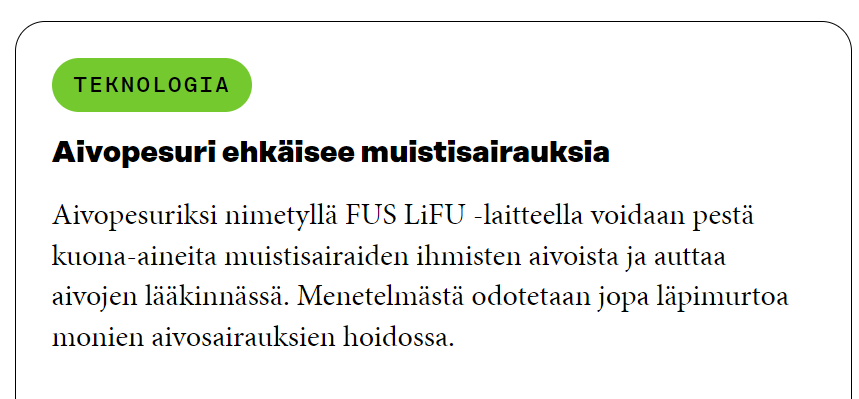 TEKNOLOGIA
Aivopesuri ehkäisee muistisairauksia
Aivopesuriksi nimetyllä FUS LiFU -laitteella voidaan pestä
kuona-aineita muistisairaiden ihmisten aivoista ja auttaa
aivojen lääkinnässä. Menetelmästä odotetaan jopa läpimurtoa
monien aivosairauksien hoidossa.